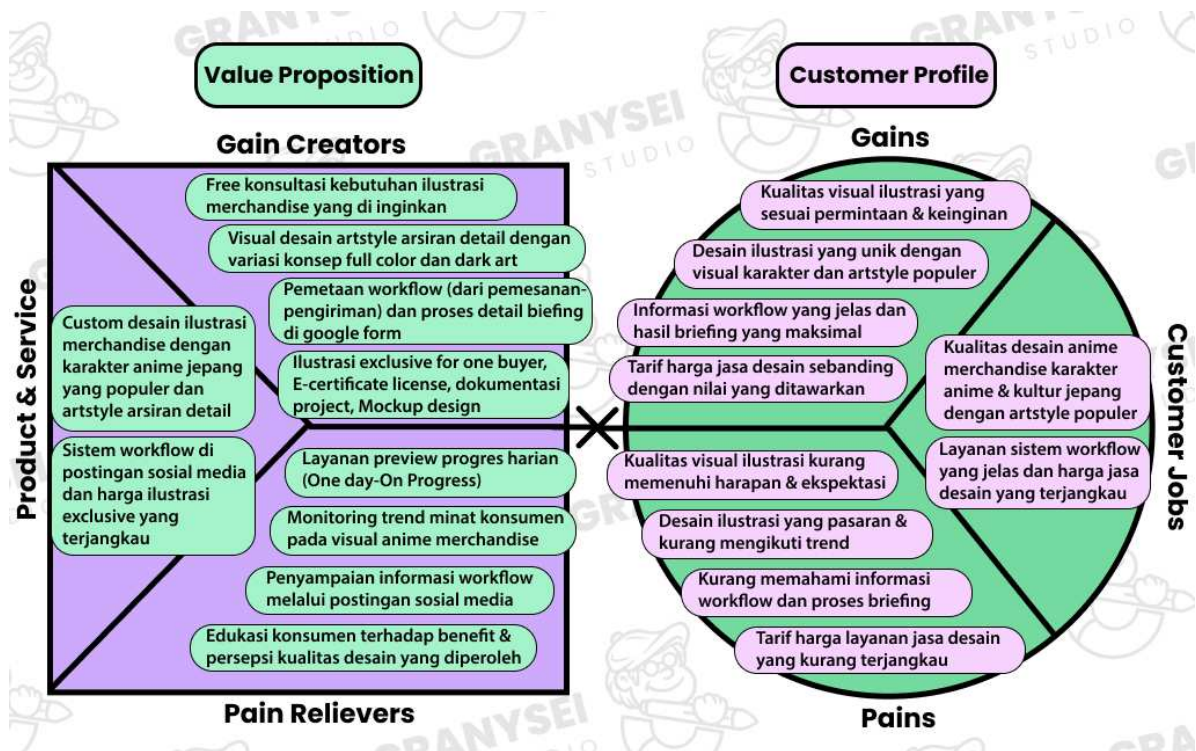 GRANYSEI
STUDIO
Value Proposition
Customer Profile
Gain Creators
Free konsultasi kebutuhan ilustrasi
merchandise yang di inginkan
Visual desain artstyle arsiran detail dengan
variasi konsep full color dan dark art
Pemetaan workflow (dari pemesanan-
pengiriman) dan proses detail biefing
di google form
Ilustrasi exclusive for one buyer,
E-certificate license, dokumentasi
project, Mockup design
Product & Service
Custom desain ilustrasi
merchandise dengan
karakter anime jepang
yang populer dan
artstyle arsiran detail
Sistem workflow di
postingan sosial media
dan harga ilustrasi
exclusive yang
terjangkau
Layanan preview progres harian
(One day-On Progress)
Monitoring trend minat konsumen
pada visual anime merchandise
Penyampaian informasi workflow
melalui postingan sosial media
Edukasi konsumen terhadap benefit &
persepsi kualitas desain yang diperoleh
Pain Relievers
Gains
Kualitas visual ilustrasi yang
sesuai permintaan & keinginan
Desain ilustrasi yang unik dengan
visual karakter dan artstyle populer
Informasi workflow yang jelas dan
hasil briefing yang maksimal
Tarif harga jasa desain sebanding
dengan nilai yang ditawarkan
Kualitas desain anime
merchandise karakter
anime & kultur jepang
dengan artstyle populer
Layanan sistem workflow
yang jelas dan harga jasa
desain yang terjangkau
Customer Jobs
Kualitas visual ilustrasi kurang
memenuhi harapan & ekspektasi
Desain ilustrasi yang pasaran &
kurang mengikuti trend
Kurang memahami informasi
workflow dan proses briefing
Tarif harga layanan jasa desain
yang kurang terjangkau
Pains